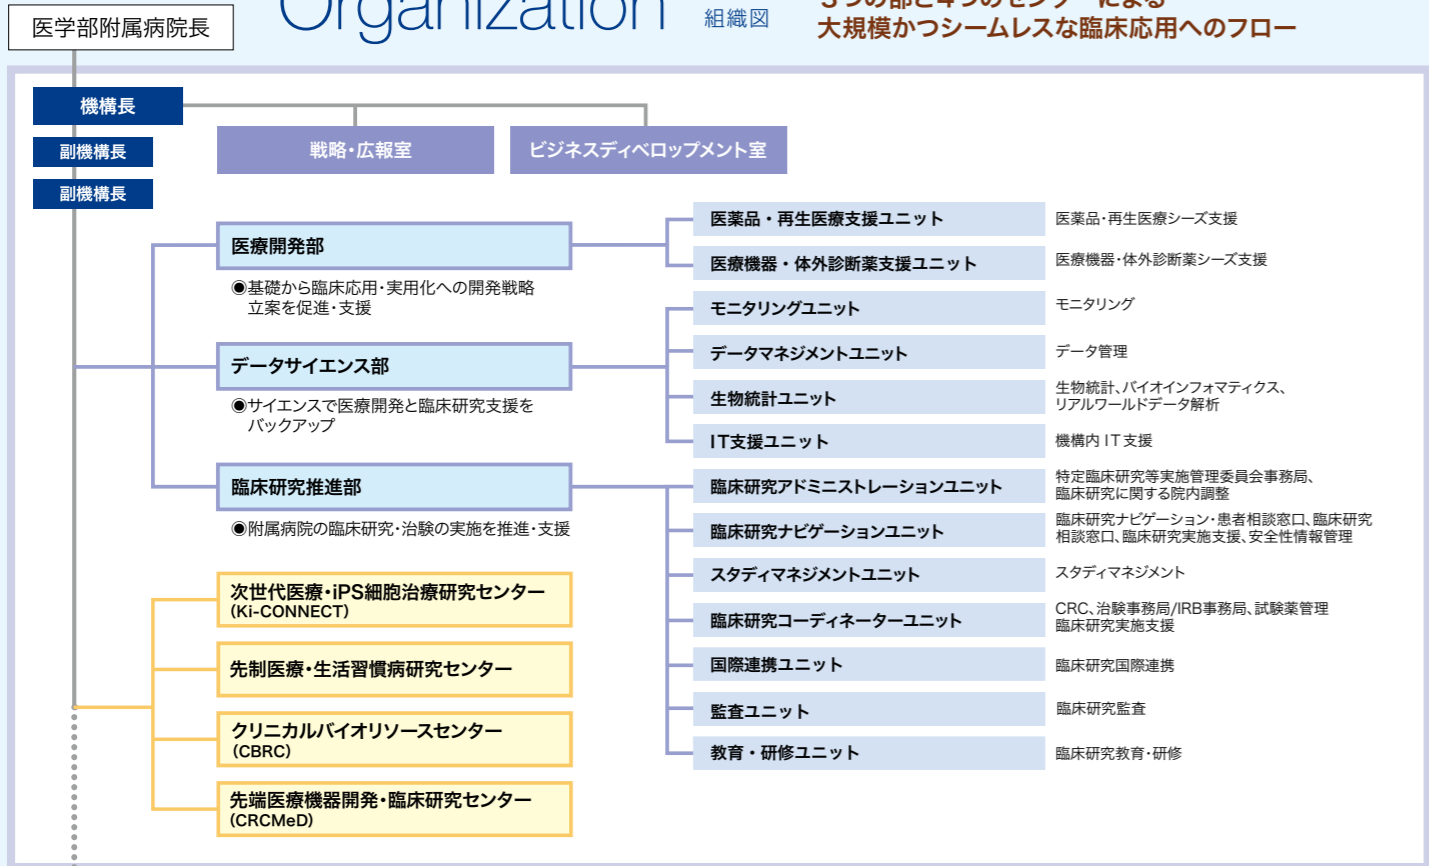 医学部附属病院長
Organization
組織図
3つの部と4つのセンターによる
大規模かつシームレスな臨床応用へのフロー
機構長
副機構長
副機構長
戦略・広報室
ビジネスディベロップメント室
医療開発部
◉基礎から臨床応用・実用化への開発戦略
立案を促進・支援
医薬品・再生医療支援ユニット
医薬品・再生医療シーズ支援
医療機器・体外診断薬支援ユニット
医療機器・体外診断薬シーズ支援
データサイエンス部
◉サイエンスで医療開発と臨床研究支援を
バックアップ
モニタリングユニット
モニタリング
データマネジメントユニット
データ管理
生物統計ユニット
生物統計、バイオインフォマティクス、
リアルワールドデータ解析
IT支援ユニット
機構内IT支援
臨床研究推進部
◉附属病院の臨床研究・治験の実施を推進・支援
臨床研究アドミニストレーションユニット
特定臨床研究等実施管理委員会事務局、
臨床研究に関する院内調整
臨床研究ナビゲーションユニット
臨床研究ナビゲーション・患者相談窓口、臨床研究
相談窓口、臨床研究実施支援、安全性情報管理
スタディマネジメントユニット
スタディマネジメント
臨床研究コーディネーターユニット
CRC、治験事務局/IRB事務局、試験薬管理
臨床研究実施支援
国際連携ユニット
臨床研究国際連携
監査ユニット
臨床研究監査
教育・研修ユニット
臨床研究教育・研修
次世代医療・iPS細胞治療研究センター
(Ki-CONNECT)
先制医療・生活習慣病研究センター
クリニカルバイオリソースセンター
(CBRC)
先端医療機器開発・臨床研究センター
(CRCMeD)